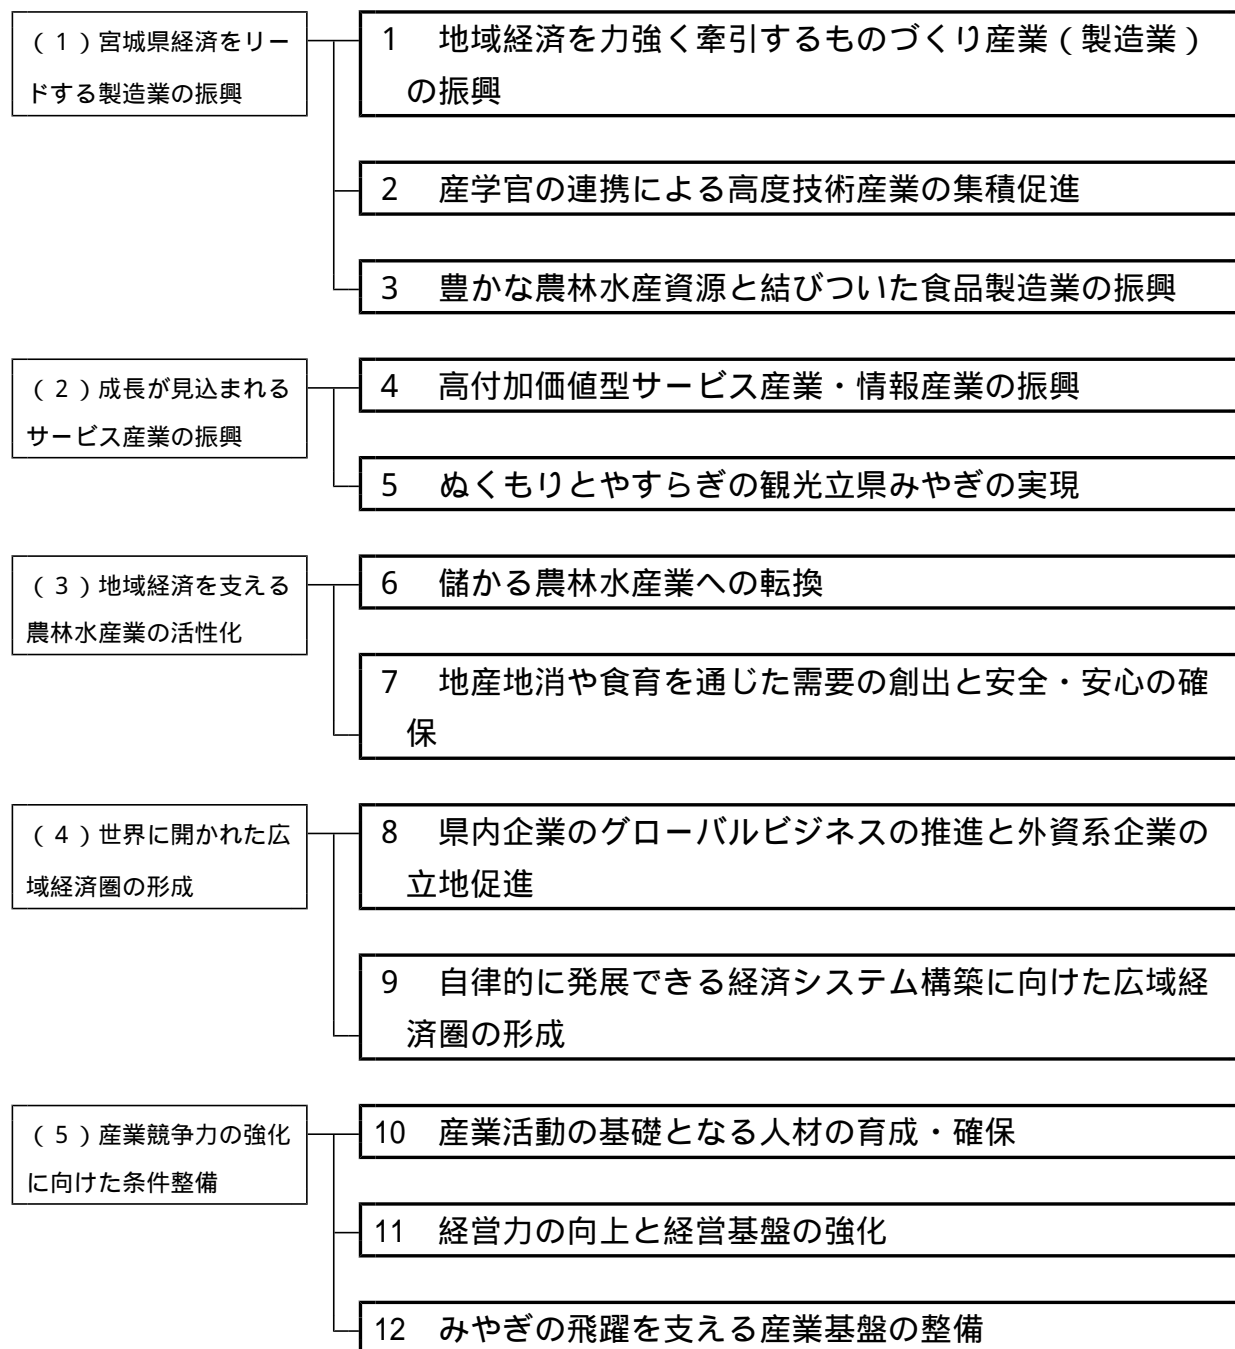 (1)宮城県経済をリー
ドする製造業の振興
1 地域経済を力強く牽引するものづくり産業(製造業)
の振興
2 産学官の連携による高度技術産業の集積促進
3 豊かな農林水産資源と結びついた食品製造業の振興
(2)成長が見込まれる
サービス産業の振興
4 高付加価値型サービス産業・情報産業の振興
5 ぬくもりとやすらぎの観光立県みやぎの実現
(3)地域経済を支える
農林水産業の活性化
6 儲かる農林水産業への転換
7 地産地消や食育を通じた需要の創出と安全・安心の確
保
(4)世界に開かれた広
域経済圏の形成
8 県内企業のグローバルビジネスの推進と外資系企業の
立地促進
9 自律的に発展できる経済システム構築に向けた広域経
済圏の形成
(5)産業競争力の強化
に向けた条件整備
10 産業活動の基礎となる人材の育成・確保
11 経営力の向上と経営基盤の強化
12 みやぎの飛躍を支える産業基盤の整備